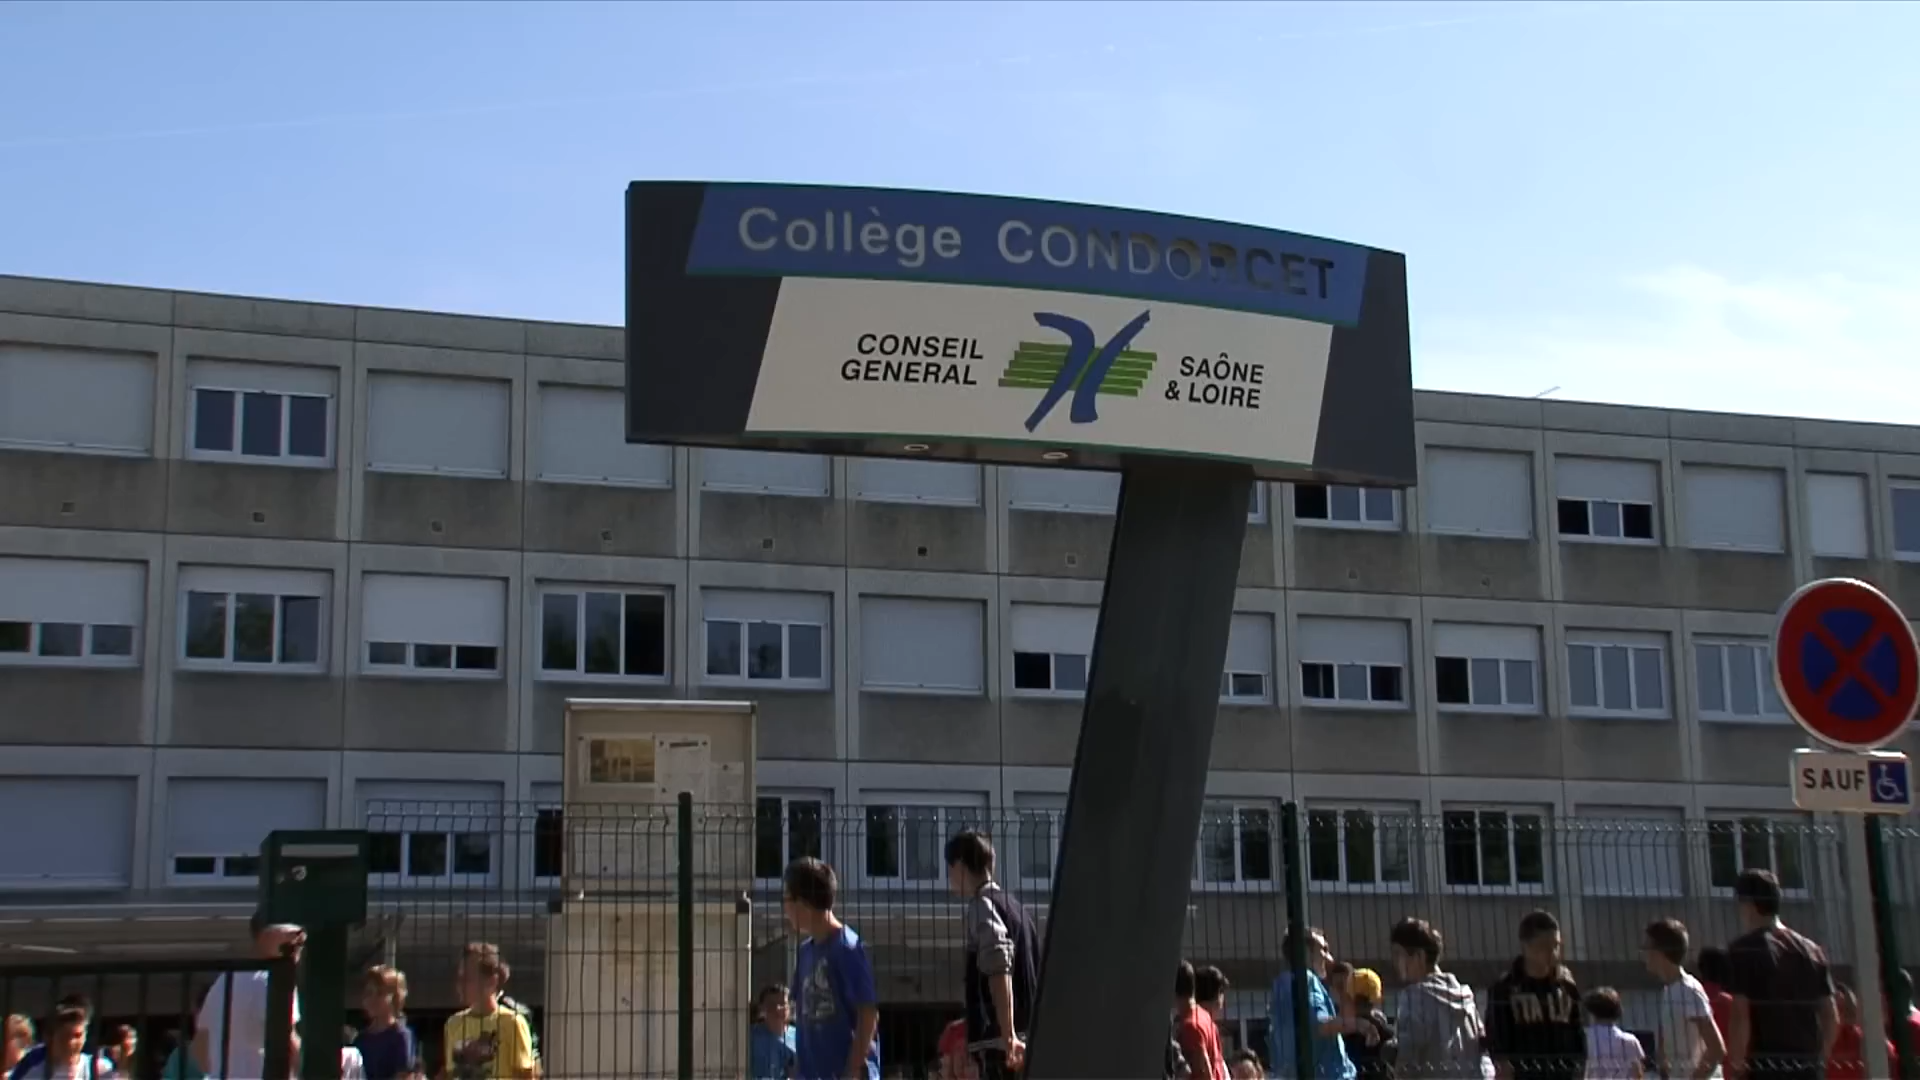 Collège CONDORCET
CONSEIL
GENERAL
SAÔNE
& LOIRE
SAUF